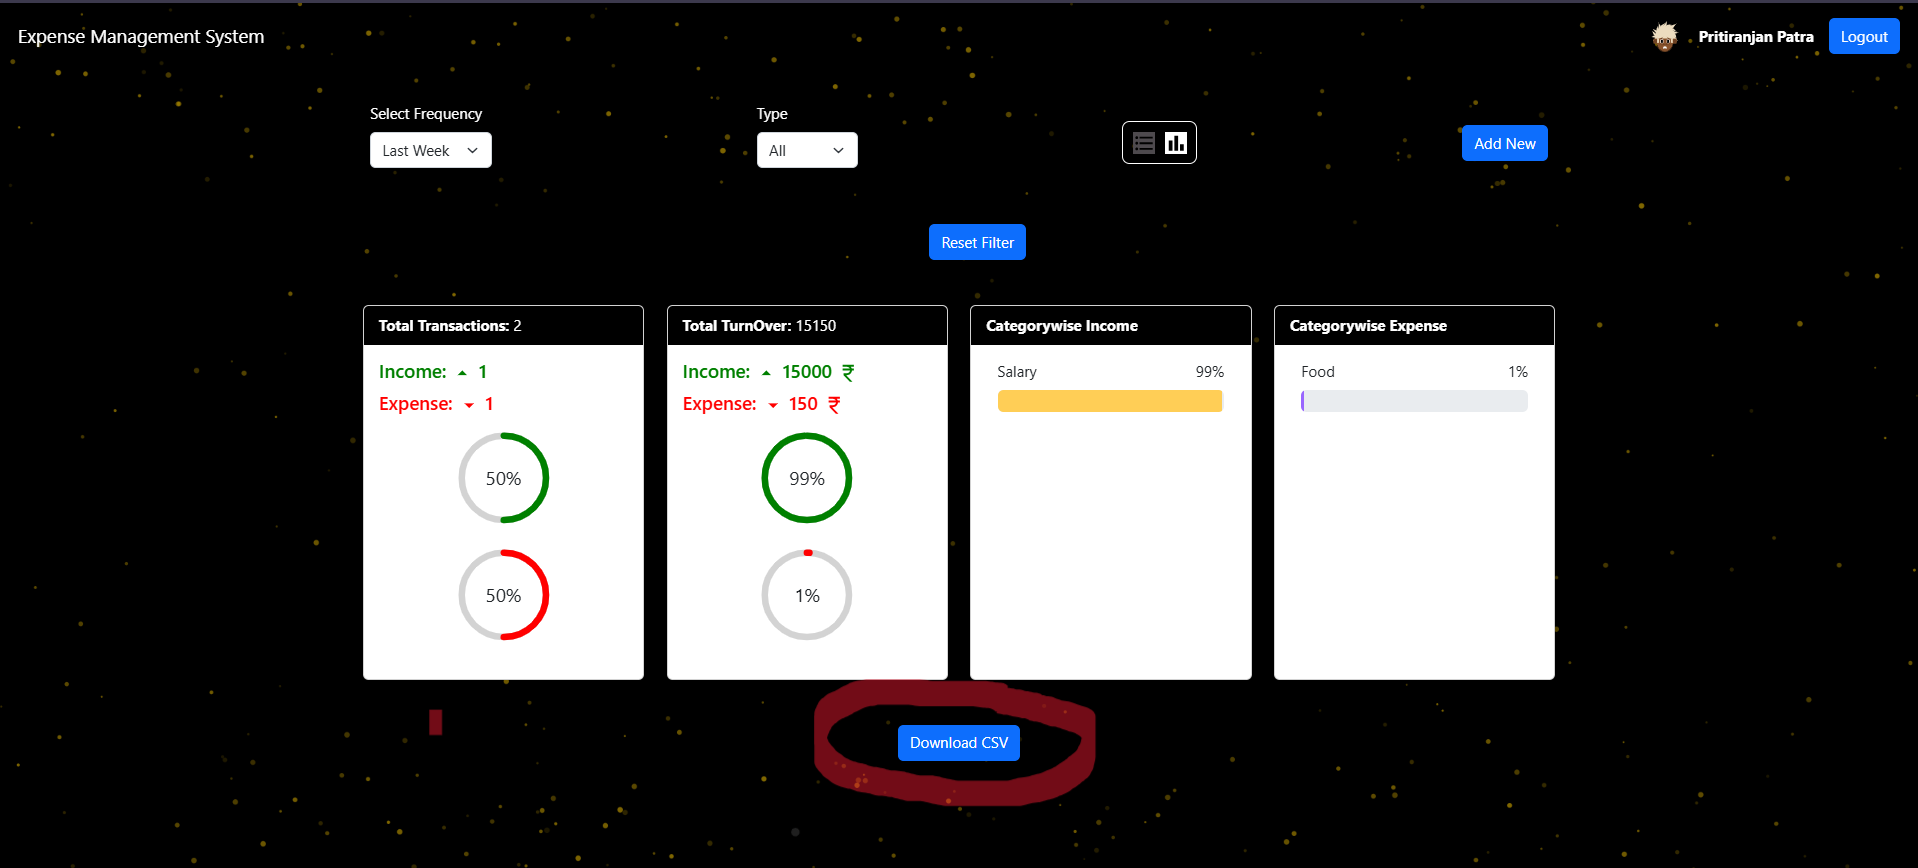 Expense Management System
Pritiranjan Patra
Logout
Select Frequency
Last Week
Type
All
Add New
Reset Filter
Total Transactions: 2
Income: 1
Expense: 1
50%
50%
Total TurnOver: 15150
Income: 15000 ₹
Expense: 150 ₹
99%
1%
Categorywise Income
Salary 99%
Categorywise Expense
Food 1%
Download CSV